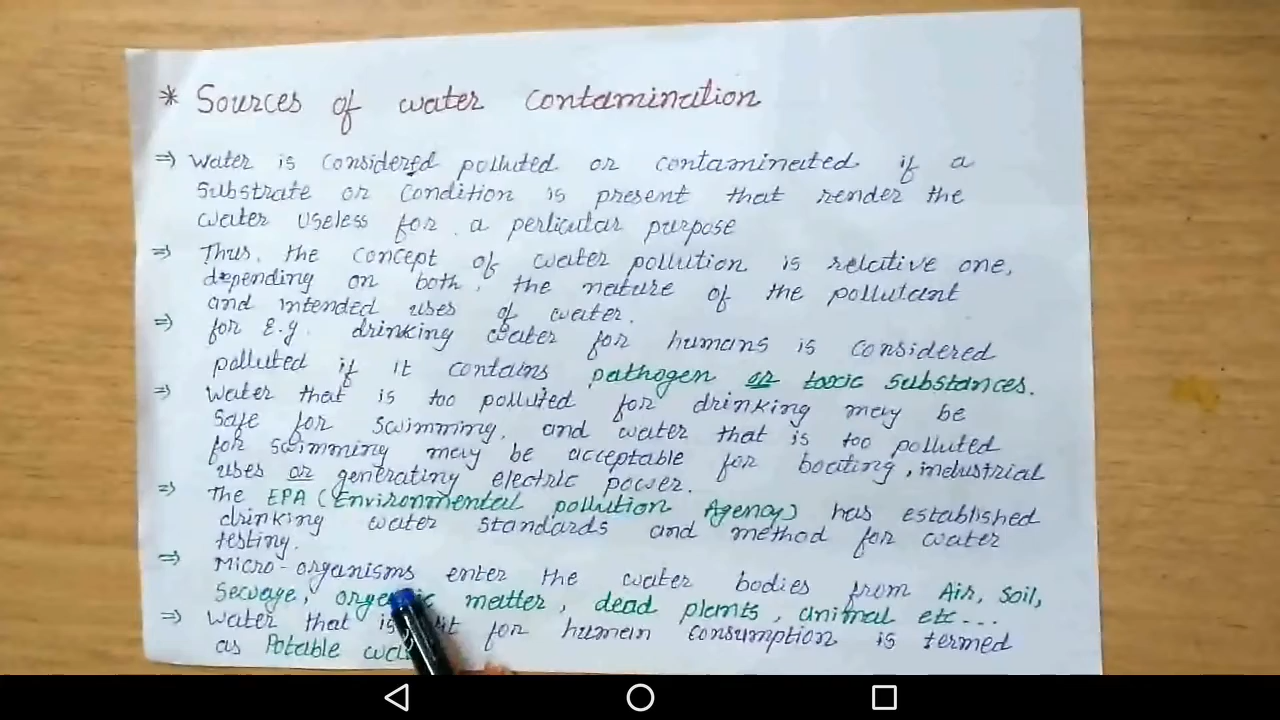 * Sources of water contamination
⇒ Water is considered polluted or contaminated if a
Substrate or condition is present that render the
water useless for a perticular purpose
⇒ Thus, the concept of water pollution is relative one,
depending on both, the nature of the pollutant
and intended uses of water.
⇒ for E.g. drinking water for humans is considered
polluted if it contains pathogen or toxic substances.
⇒ Water that is too polluted for drinking may be
safe for swimming, and water that is too polluted
for swimming may be acceptable for boating, industrial
uses or generating electric power.
⇒ The EPA (Environmental pollution Agency) has established
drinking water standards and method for water
testing.
⇒ Micro-organisms enter the water bodies from Air, Soil,
Sewage, matter, dead plants, animal etc...
⇒ Water that is for human consumption is termed
as Potable